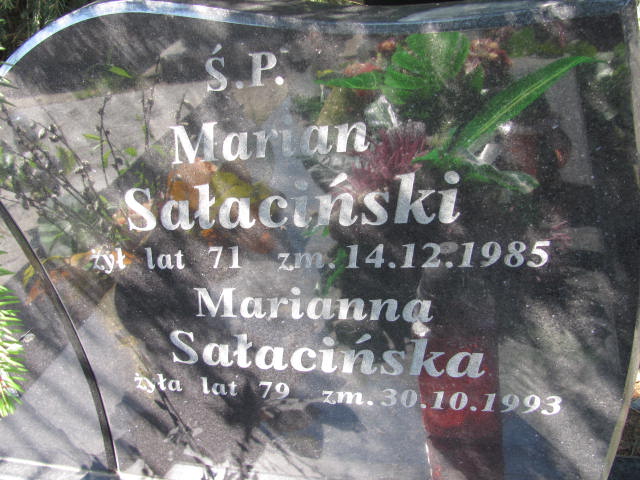 Ś.P.
Marian
Sałaciński
żył lat 71 zm. 14.12.1985
Marianna
Sałacińska
żyła lat 79 zm. 30.10.1993